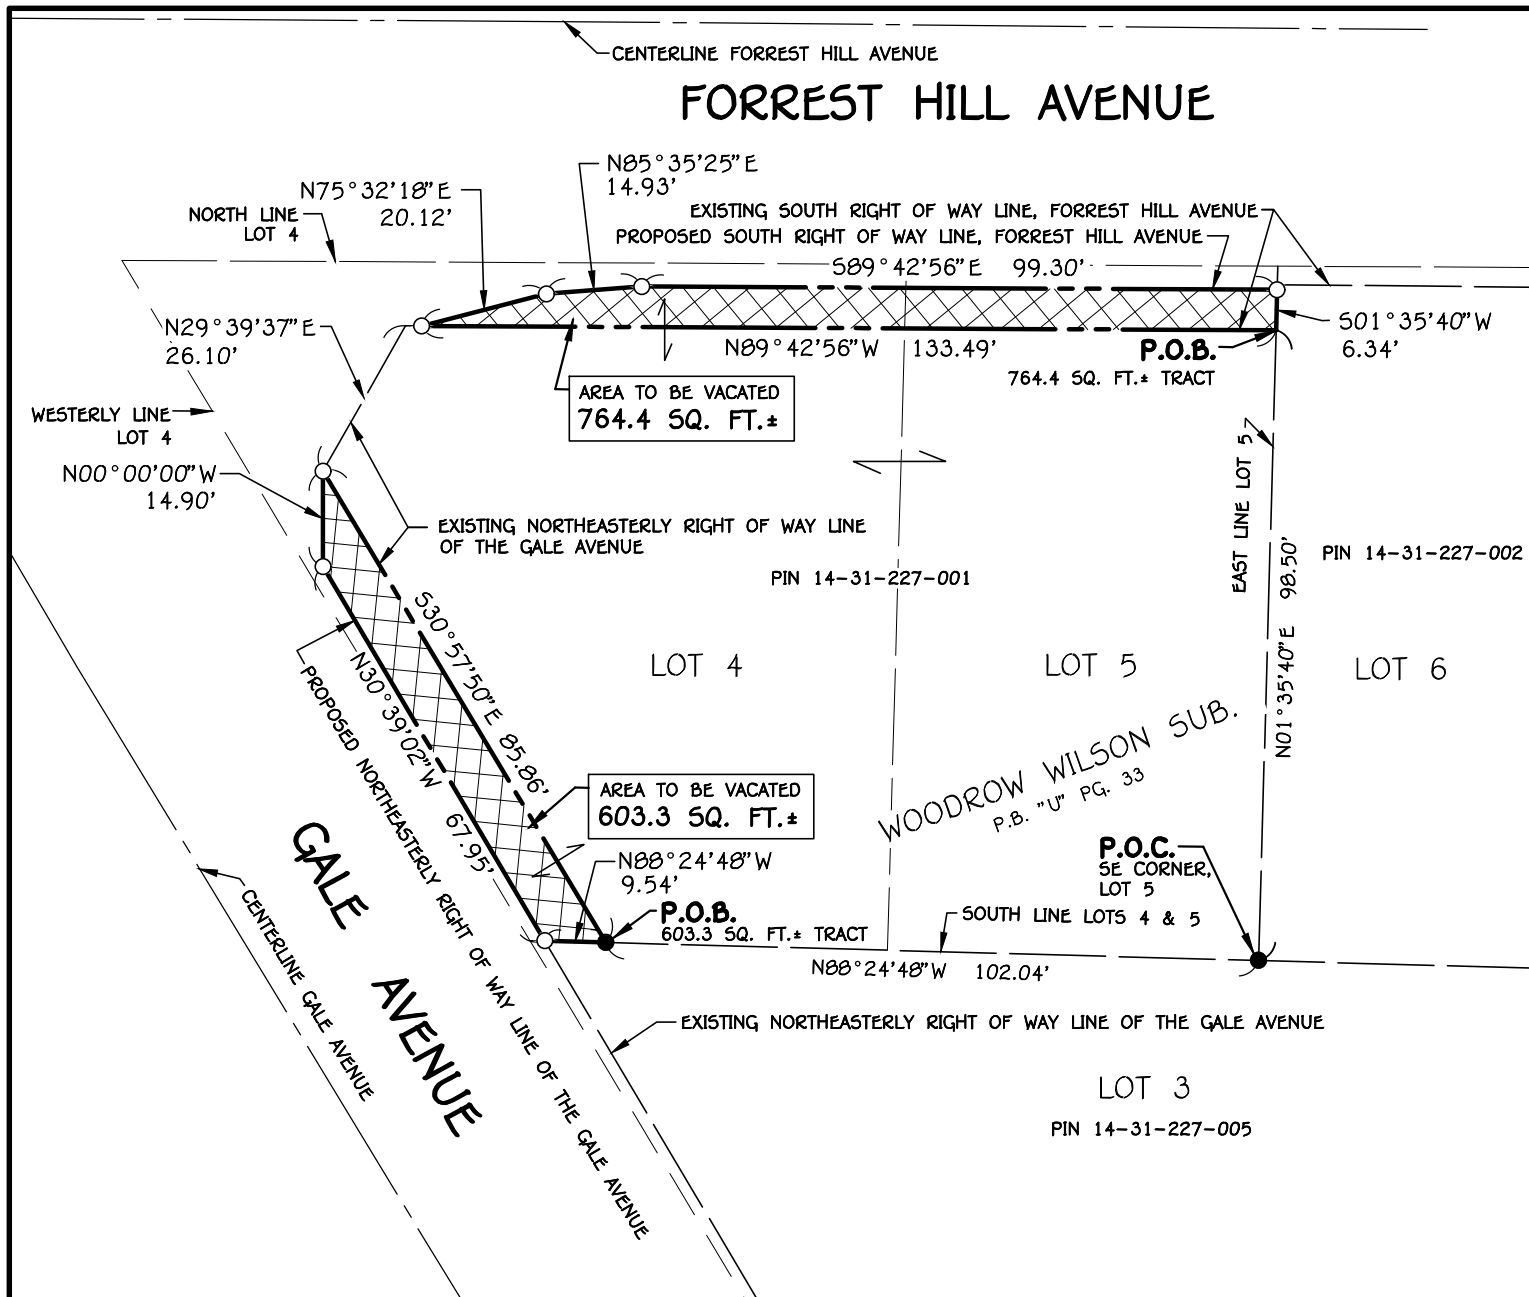 CENTERLINE FORREST HILL AVENUE
FORREST HILL AVENUE
N85°35'25"E
14.93'
N75°32'18"E
20.12'
NORTH LINE
LOT 4
EXISTING SOUTH RIGHT OF WAY LINE, FORREST HILL AVENUE
PROPOSED SOUTH RIGHT OF WAY LINE, FORREST HILL AVENUE
S89°42'56"E 99.30'
N29°39'37"E
26.10'
S01°35'40"W
6.34'
N89°42'56"W 133.49'
P.O.B.
764.4 SQ. FT.± TRACT
AREA TO BE VACATED
764.4 SQ. FT.±
WESTERLY LINE
LOT 4
N00°00'00"W
14.90'
EAST LINE LOT 5
EXISTING NORTHEASTERLY RIGHT OF WAY LINE
OF THE GALE AVENUE
PIN 14-31-227-001
PIN 14-31-227-002
N01°35'40"E 98.50'
S30°57'50"E 85.86'
LOT 4
LOT 5
LOT 6
N30°39'02"W 67.95'
PROPOSED NORTHEASTERLY RIGHT OF WAY LINE OF THE GALE AVENUE
WOODROW WILSON SUB.
P.B. "U" PG. 33
AREA TO BE VACATED
603.3 SQ. FT.±
GALE AVENUE
CENTERLINE GALE AVENUE
N88°24'48"W
9.54'
P.O.B.
603.3 SQ. FT.± TRACT
P.O.C.
SE CORNER,
LOT 5
SOUTH LINE LOTS 4 & 5
N88°24'48"W 102.04'
EXISTING NORTHEASTERLY RIGHT OF WAY LINE OF THE GALE AVENUE
LOT 3
PIN 14-31-227-005